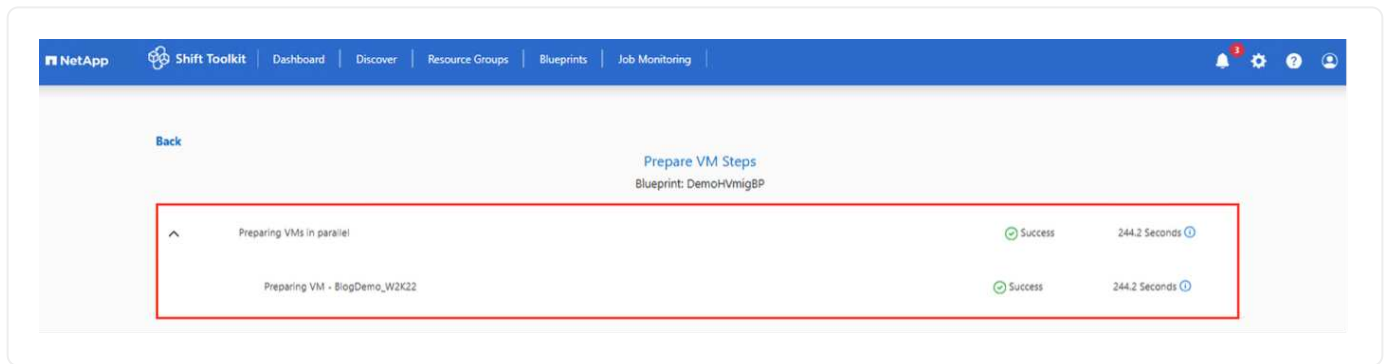 NetApp Shift Toolkit Dashboard Discover Resource Groups Blueprints Job Monitoring 3
Back
Prepare VM Steps
Blueprint: DemoHVmigBP
Preparing VMs in parallel Success 244.2 Seconds
Preparing VM - BlogDemo_W2K22 Success 244.2 Seconds